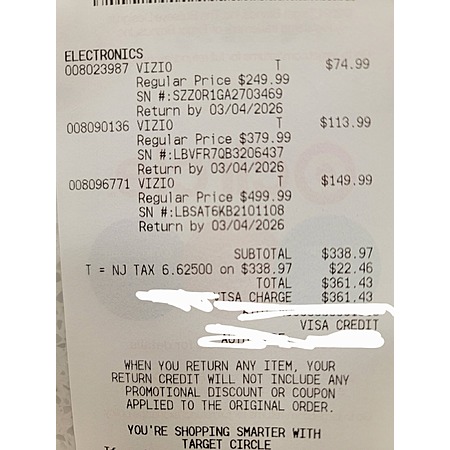 ELECTRONICS
008023987 VIZIO T $74.99
Regular Price $249.99
SN #:SZZ0R1GA2703469
Return by 03/04/2026
008090136 VIZIO T $113.99
Regular Price $379.99
SN #:LBVFR7QB3206437
Return by 03/04/2026
008096771 VIZIO T $149.99
Regular Price $499.99
SN #:LBSAT6KB2101108
Return by 03/04/2026
SUBTOTAL $338.97
T = NJ TAX 6.62500 on $338.97 $22.46
TOTAL $361.43
VISA CHARGE $361.43
VISA CREDIT
WHEN YOU RETURN ANY ITEM, YOUR
RETURN CREDIT WILL NOT INCLUDE ANY
PROMOTIONAL DISCOUNT OR COUPON
APPLIED TO THE ORIGINAL ORDER.
YOU'RE SHOPPING SMARTER WITH
TARGET CIRCLE